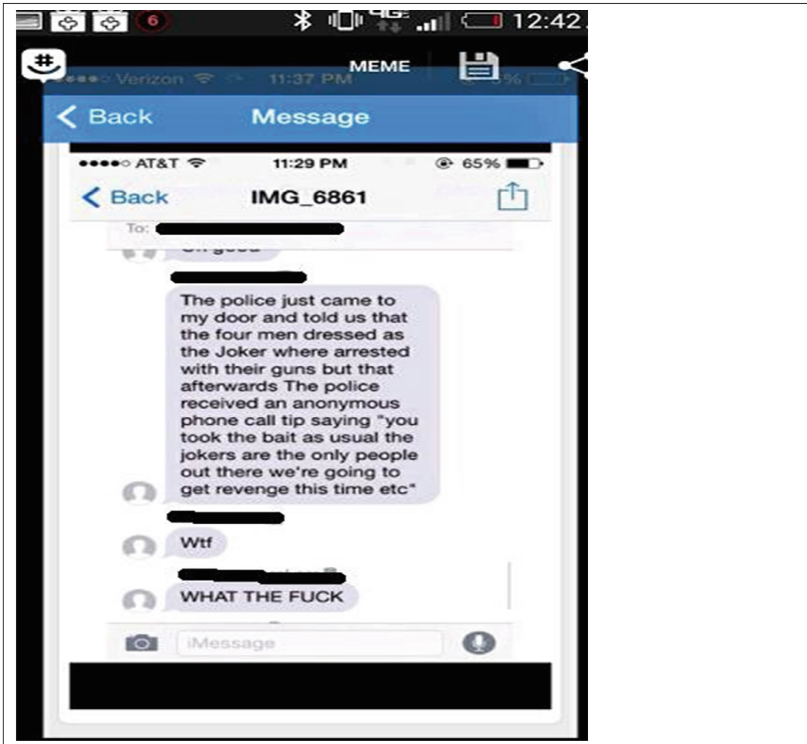 6
4G
12:42
#
MEME
Verizon
11:37 PM
Back
Message
AT&T
11:29 PM
65%
Back
IMG_6861
To:
The police just came to
my door and told us that
the four men dressed as
the Joker where arrested
with their guns but that
afterwards The police
received an anonymous
phone call tip saying "you
took the bait as usual the
jokers are the only people
out there we're going to
get revenge this time etc"
Wtf
WHAT THE FUCK
iMessage